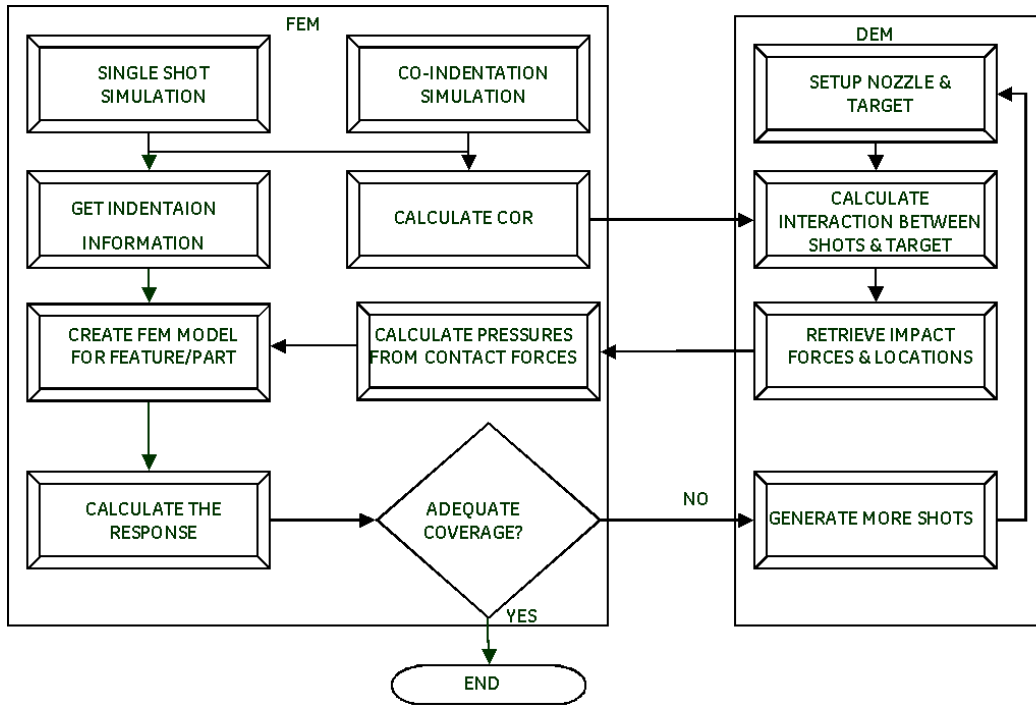 FEM
SINGLE SHOT
SIMULATION
CO-INDENTATION
SIMULATION
GET INDENTAION
INFORMATION
CALCULATE COR
CREATE FEM MODEL
FOR FEATURE/PART
CALCULATE PRESSURES
FROM CONTACT FORCES
CALCULATE THE
RESPONSE
ADEQUATE
COVERAGE?
NO
YES
END
DEM
SETUP NOZZLE &
TARGET
CALCULATE
INTERACTION BETWEEN
SHOTS & TARGET
RETRIEVE IMPACT
FORCES & LOCATIONS
GENERATE MORE SHOTS